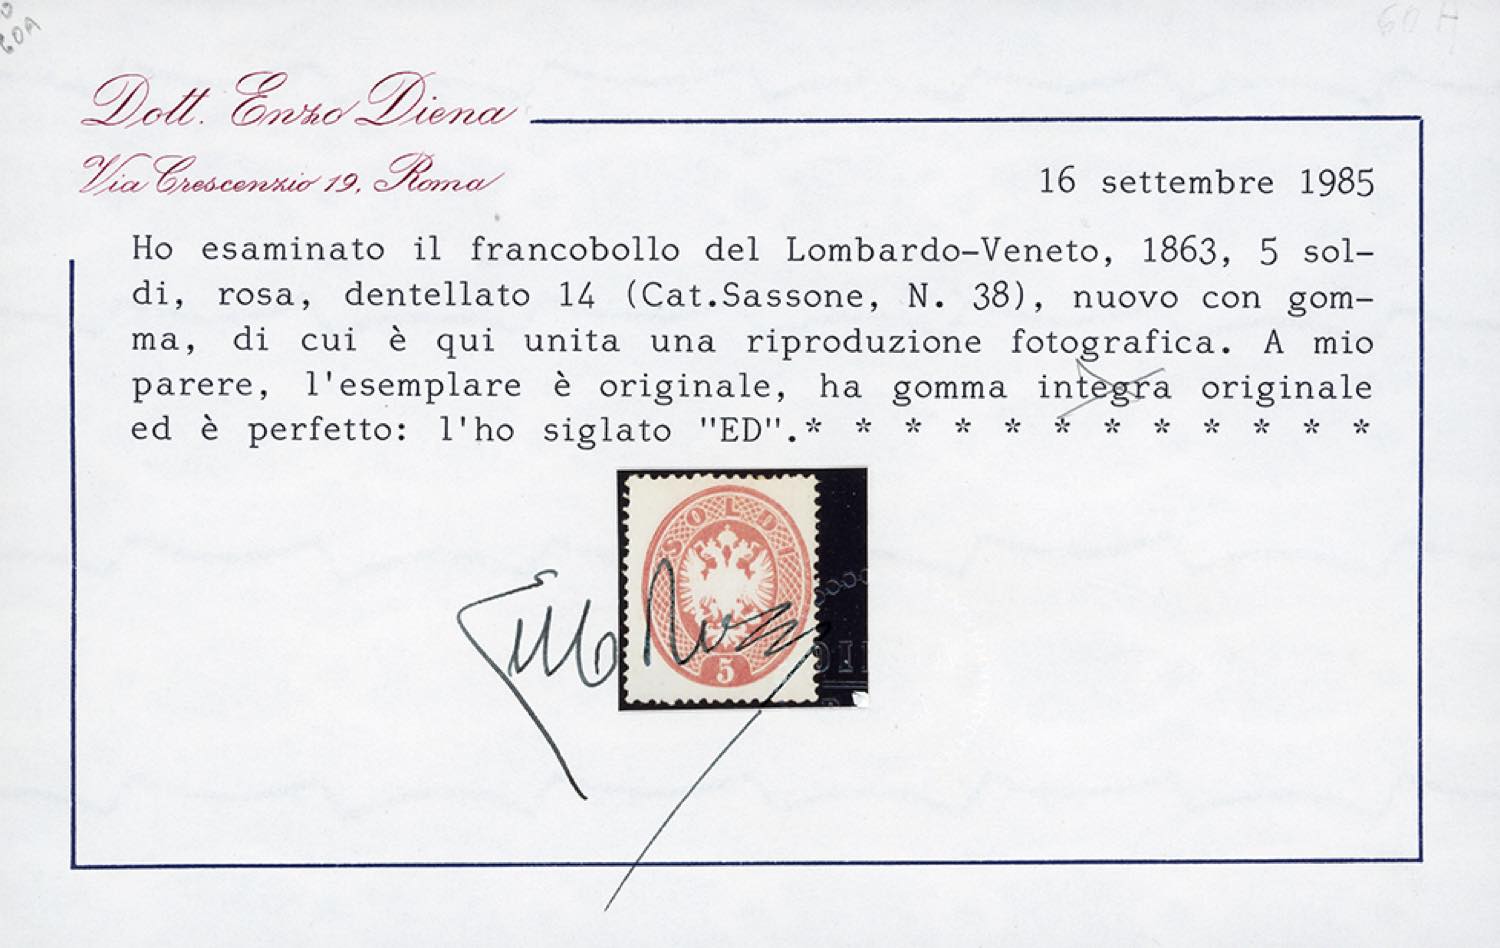 60A
60 A
Dott. Enzo Diena
Via Crescenzio 19, Roma
16 settembre 1985
Ho esaminato il francobollo del Lombardo-Veneto, 1863, 5 sol-
di, rosa, dentellato 14 (Cat.Sassone, N. 38), nuovo con gom-
ma, di cui è qui unita una riproduzione fotografica. A mio
parere, l'esemplare è originale, ha gomma integra originale
ed è perfetto: l'ho siglato "ED".* * * * * * * * * * * *
SOLDI
5